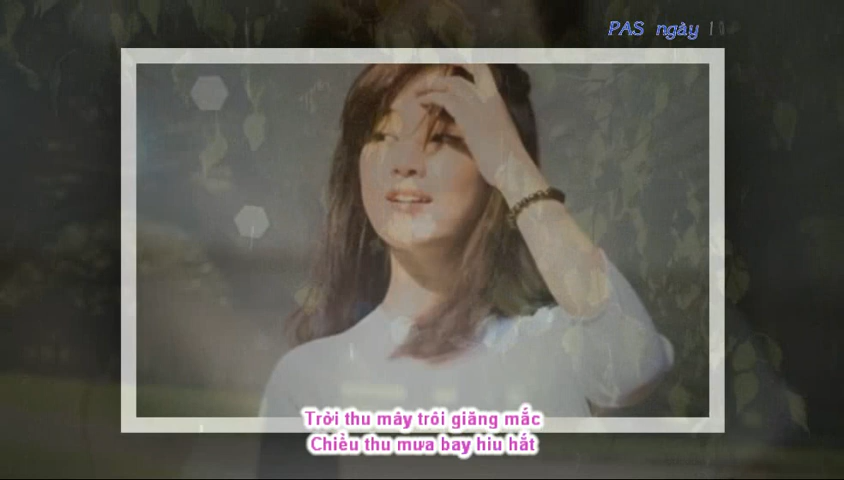 PAS ngày
Trời thu mây trôi giăng mắc
Chiều thu mưa bay hiu hắt